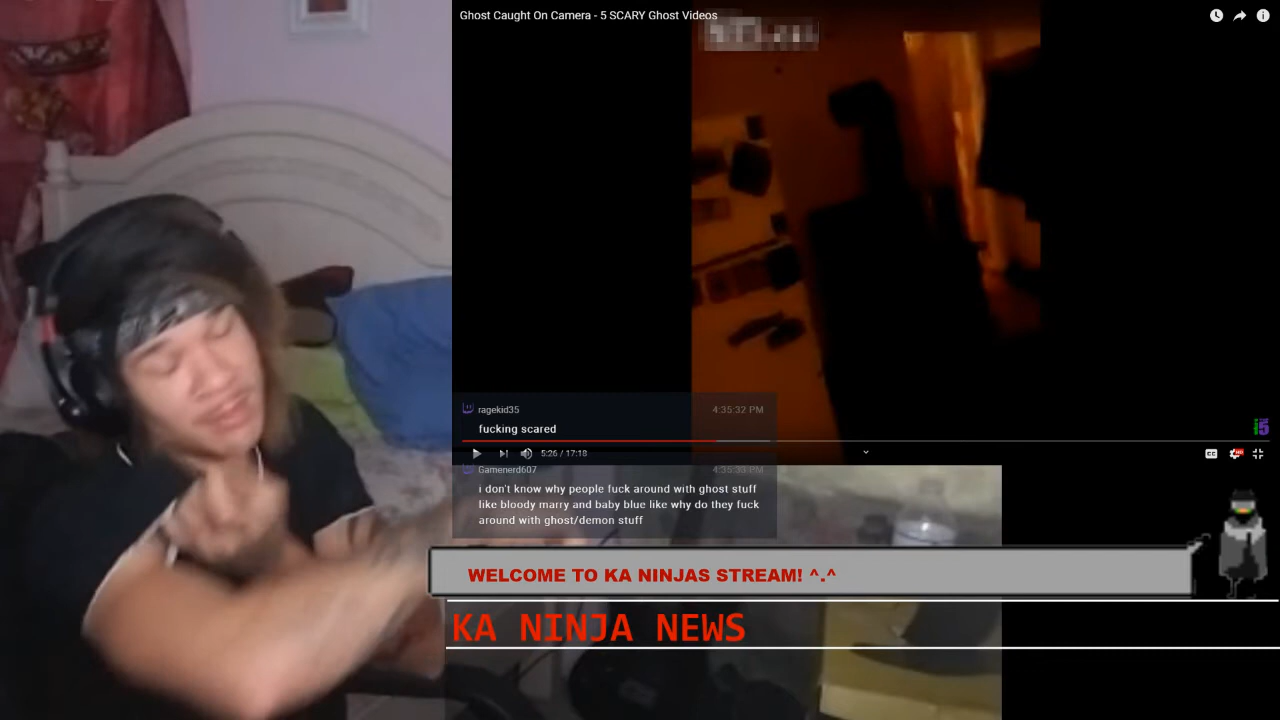 Ghost Caught On Camera - 5 SCARY Ghost Videos
ragekid35
4:35:32 PM
fucking scared
5:26 / 17:18
CC
HD
i5
Gamenerd607
4:35:33 PM
i don't know why people fuck around with ghost stuff
like bloody marry and baby blue like why do they fuck
around with ghost/demon stuff
WELCOME TO KA NINJAS STREAM! ^.^
KA NINJA NEWS